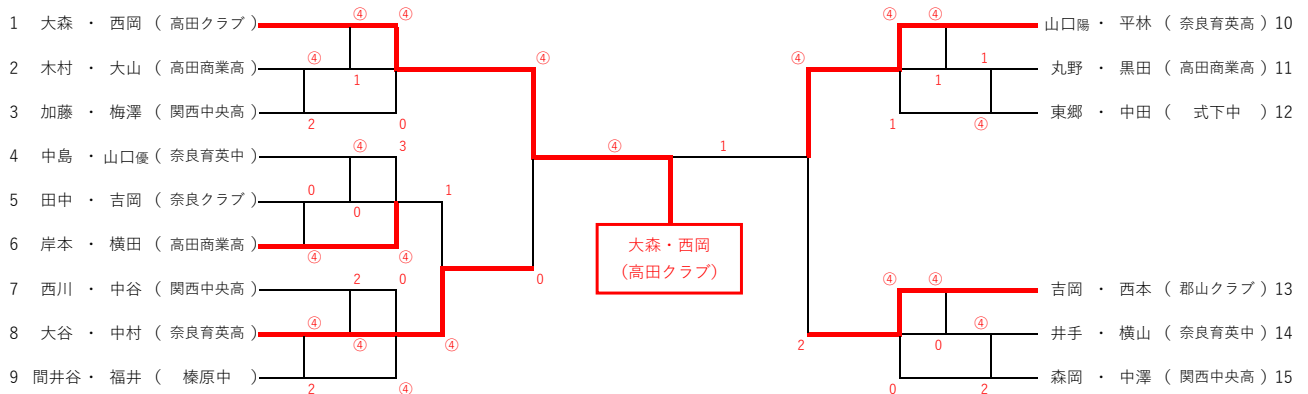 1 大森 ・ 西岡 ( 高田クラブ ) ④ ④
④
2 木村 ・ 大山 ( 高田商業高 ) ④ 1
3 加藤 ・ 梅澤 ( 関西中央高 ) 2 0
4 中島 ・ 山口優 ( 奈良育英中 ) ④ 3
5 田中 ・ 吉岡 ( 奈良クラブ ) 0 0 1
6 岸本 ・ 横田 ( 高田商業高 ) ④ ④
0
7 西川 ・ 中谷 ( 関西中央高 ) 2 0
8 大谷 ・ 中村 ( 奈良育英高 ) ④ ④ ④
9 間井谷 ・ 福井 ( 榛原中 ) 2 ④
④ 1
大森・西岡
(高田クラブ)
④ ④ 山口陽 ・ 平林 ( 奈良育英高 ) 10
④
1 1 丸野 ・ 黒田 ( 高田商業高 ) 11
1 ④ 東郷 ・ 中田 ( 式下中 ) 12
④ ④ 吉岡 ・ 西本 ( 郡山クラブ ) 13
2 0 ④ 井手 ・ 横山 ( 奈良育英中 ) 14
0 2 森岡 ・ 中澤 ( 関西中央高 ) 15